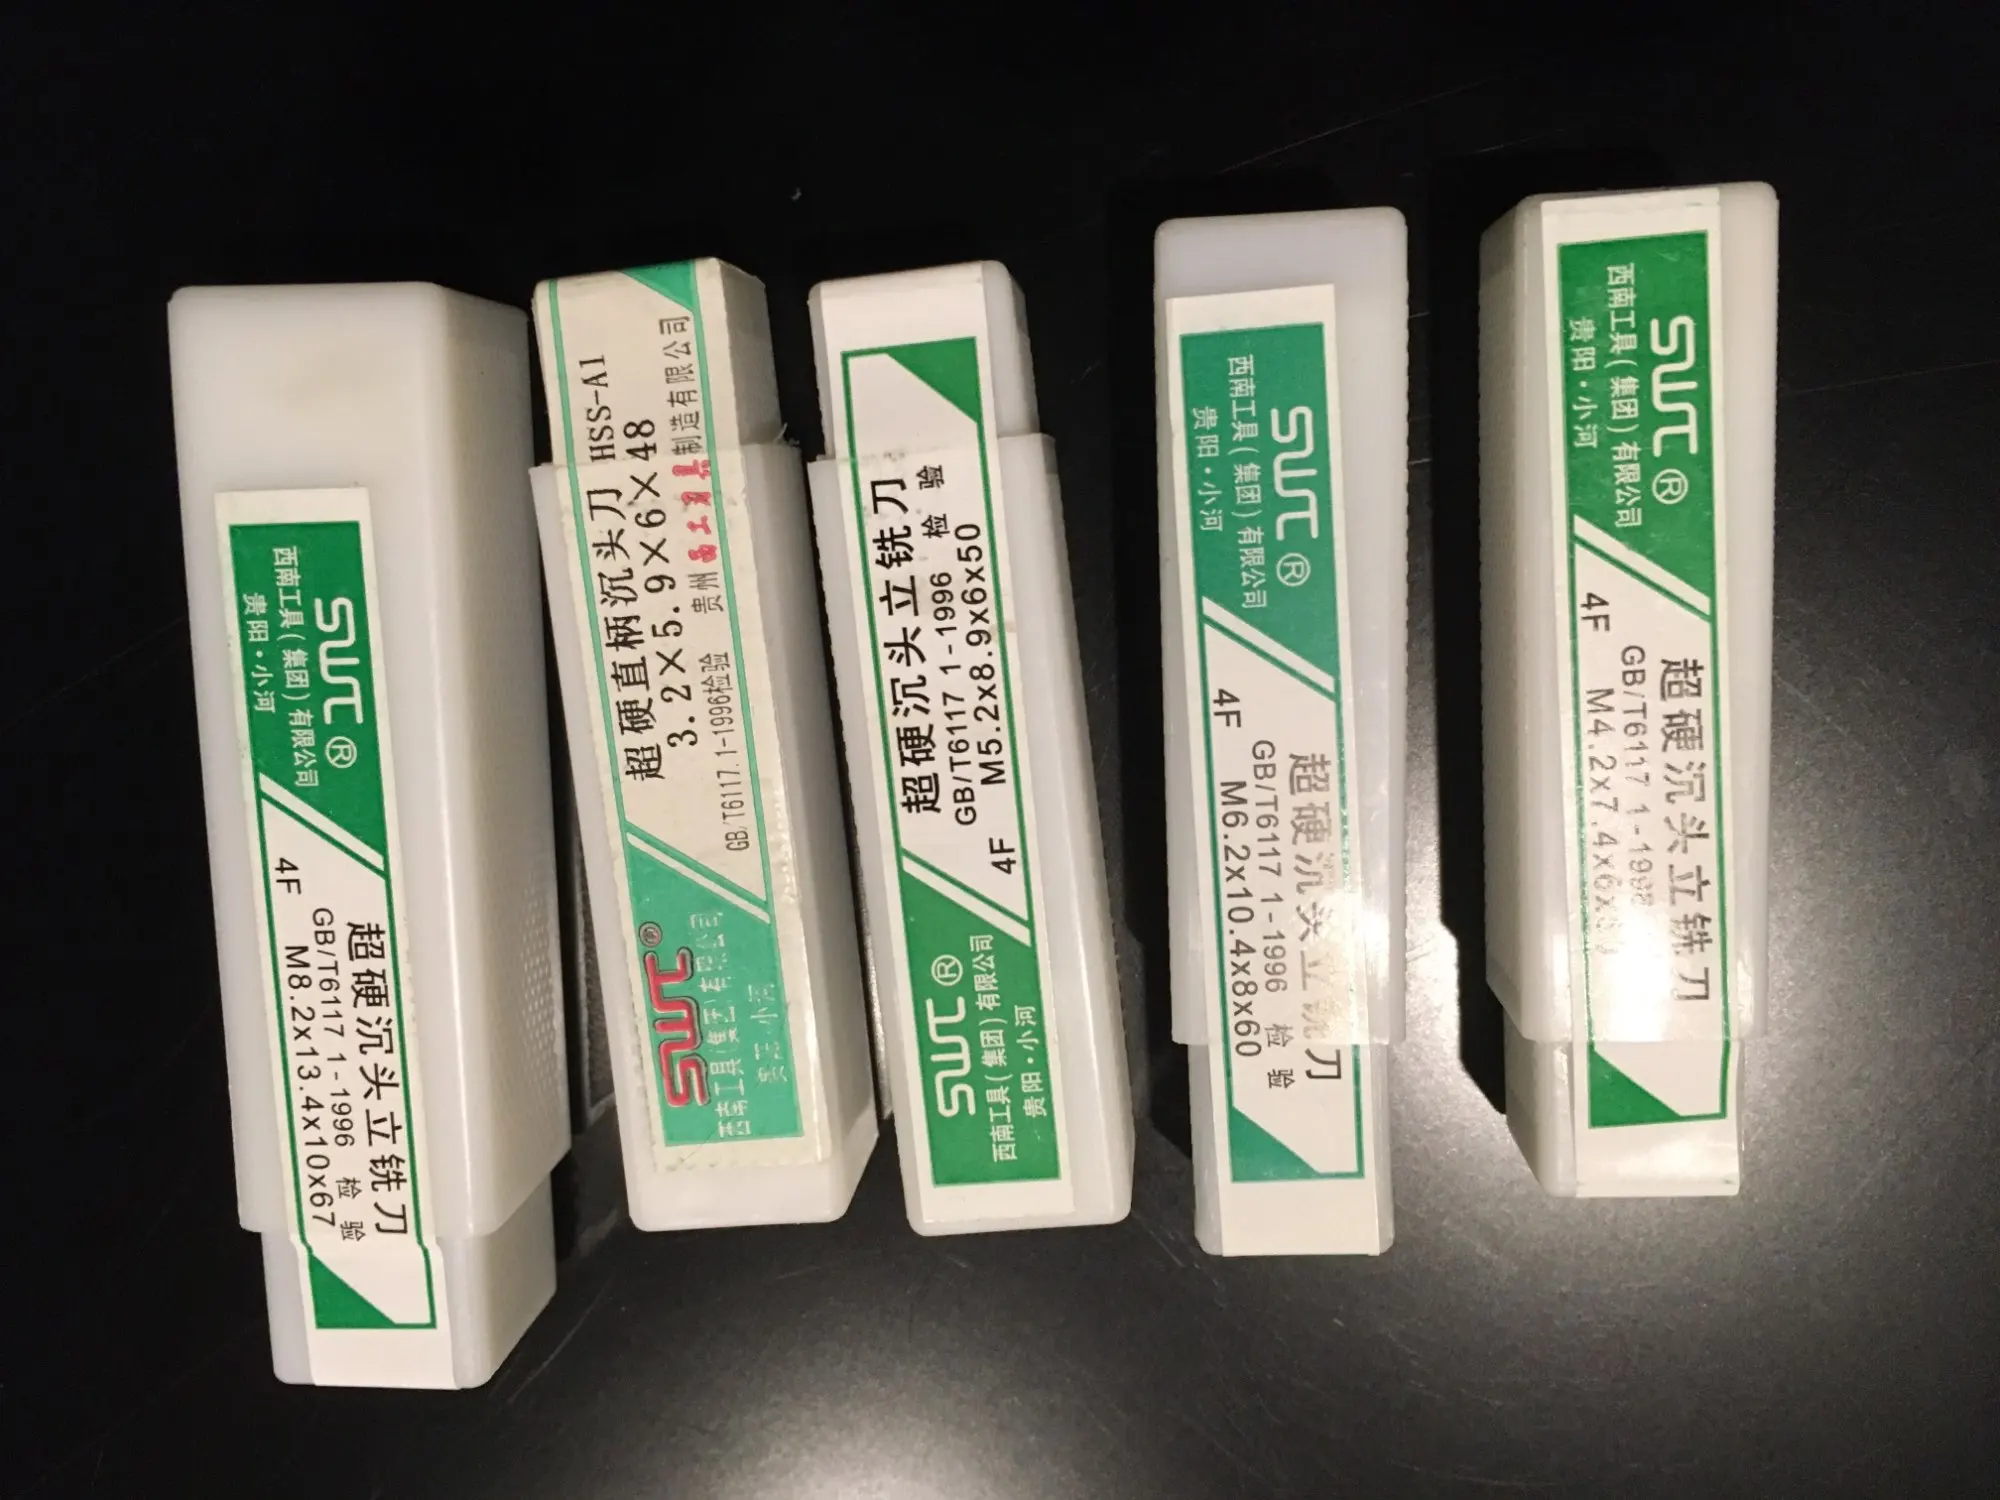 SWT®
西南工具(集团)有限公司
贵阳·小河
超硬沉头立铣刀
GB/T6117 1-1996 检 验
4F M8.2x13.4x10x67
超硬直柄沉头刀 HSS-Al
3.2×5.9×6×48
GB/T6117.1-1996检验 贵州 制造有限公司
SWT®
超硬沉头立铣刀
GB/T6117 1-1996 检 验
4F M5.2x8.9x6x50
SWT®
西南工具(集团)有限公司
贵阳·小河
SWT®
西南工具(集团)有限公司
贵阳·小河
超硬沉头立铣刀
GB/T6117 1-1996 检 验
4F M6.2x10.4x8x60
SWT®
西南工具(集团)有限公司
贵阳·小河
超硬沉头立铣刀
GB/T6117 1-1996
4F